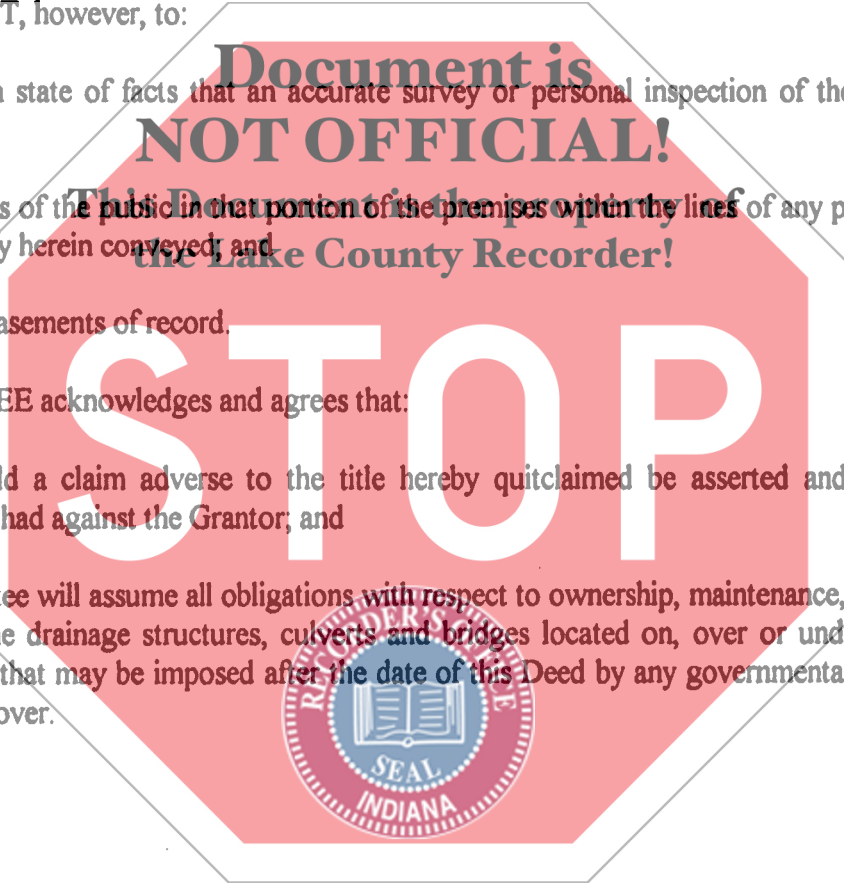 T, however, to:
Document is
state of facts that an accurate survey or personal inspection of the
NOT OFFICIAL!
s of the public in that portion of the premises within the lines of any p
This Document is the property of
y herein conveyed; and
the Lake County Recorder!
asements of record.
STOP
EE acknowledges and agrees that:
ld a claim adverse to the title hereby quitclaimed be asserted and
had against the Grantor; and
ee will assume all obligations with respect to ownership, maintenance,
e drainage structures, culverts and bridges located on, over or und
that may be imposed after the date of this Deed by any governmenta
over.
RECORDER'S OFFICE
SEAL
INDIANA